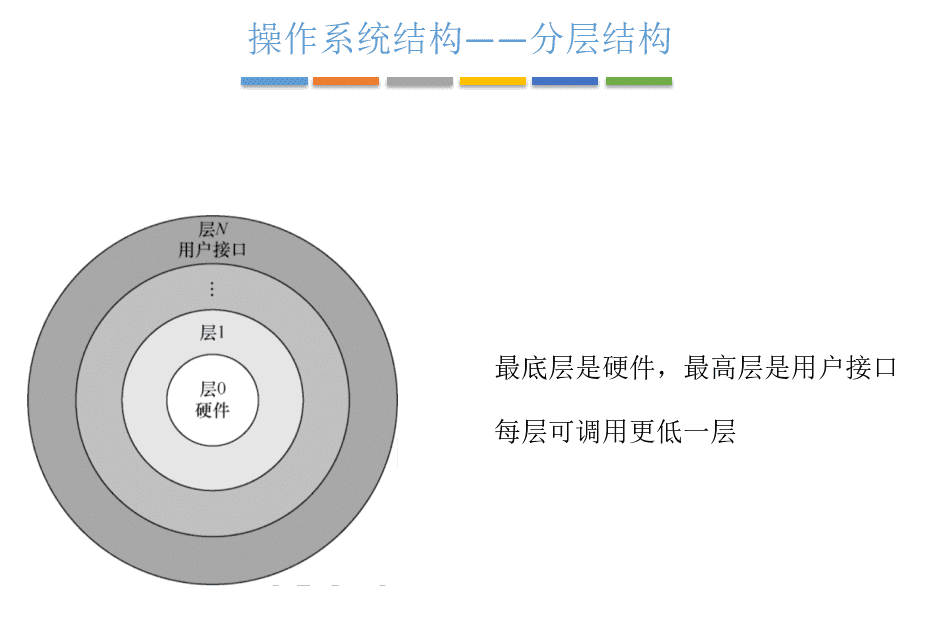 操作系统结构——分层结构
层N
用户接口
⋮
层1
层0
硬件
最底层是硬件，最高层是用户接口
每层可调用更低一层